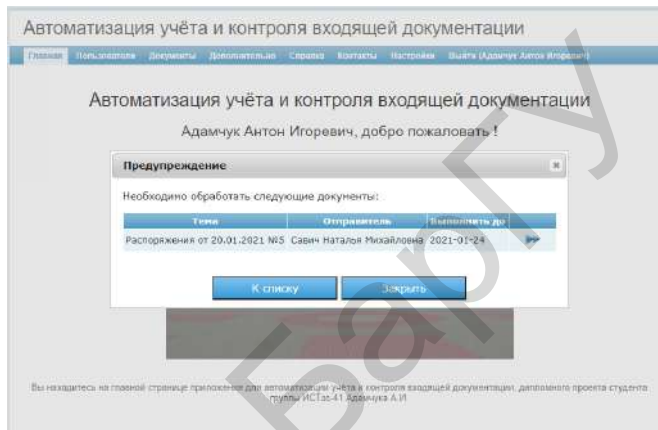 Автоматизация учёта и контроля входящей документации
Главная Пользователи Документы Дополнительно Справка Контакты Настройки Выйти (Адамчук Антон Игоревич)
Автоматизация учёта и контроля входящей документации
Адамчук Антон Игоревич, добро пожаловать !
Предупреждение
Необходимо обработать следующие документы:
Тема Отправитель Выполнить до
Распоряжения от 20.01.2021 №5 Савич Наталья Михайловна 2021-01-24
К списку Закрыть
Вы находитесь на главной странице приложения для автоматизации учёта и контроля входящей документации, дипломного проекта студента
группы ИСТзс-41 Адамчука А.И
БарГУ